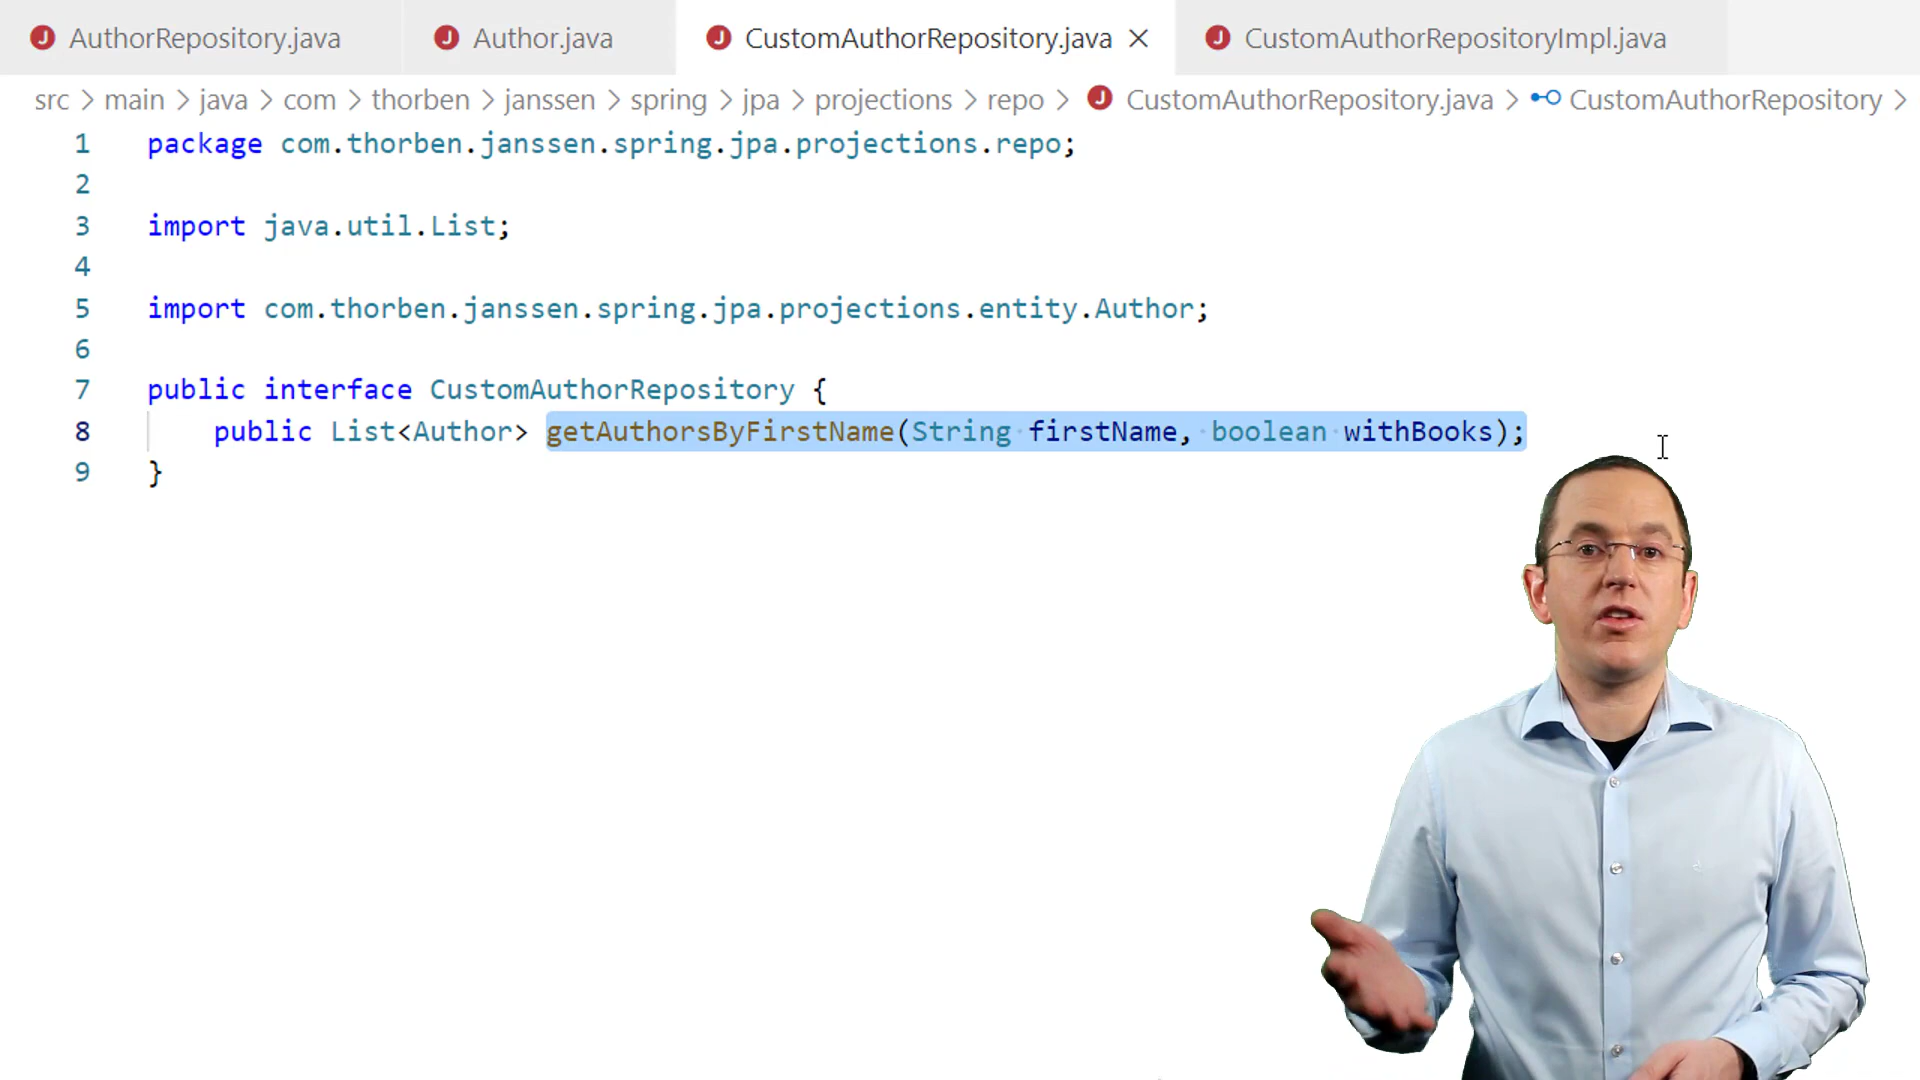 AuthorRepository.java Author.java CustomAuthorRepository.java CustomAuthorRepositoryImpl.java
src > main > java > com > thorben > janssen > spring > jpa > projections > repo > CustomAuthorRepository.java > CustomAuthorRepository >
1 package com.thorben.janssen.spring.jpa.projections.repo;
2
3 import java.util.List;
4
5 import com.thorben.janssen.spring.jpa.projections.entity.Author;
6
7 public interface CustomAuthorRepository {
8 public List<Author> getAuthorsByFirstName(String firstName, boolean withBooks);
9 }